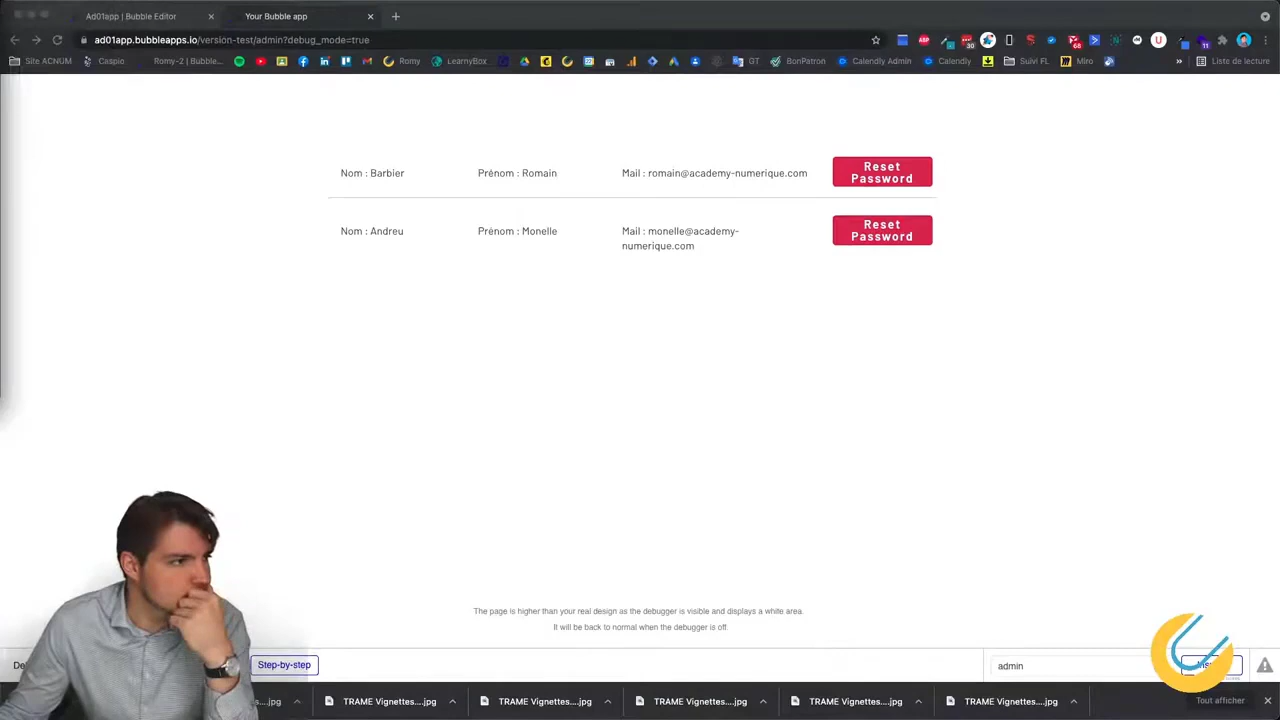 Ad01app | Bubble Editor
Your Bubble app
ad01app.bubbleapps.io/version-test/admin?debug_mode=true
ABP
30
68
11
Site ACNUM
Caspio
Romy-2 | Bubble...
Romy
LearnyBox
GT
BonPatron
Calendly Admin
Calendly
Suivi FL
Miro
»
Liste de lecture
Nom : Barbier
Prénom : Romain
Mail : romain@academy-numerique.com
Reset
Password
Nom : Andreu
Prénom : Monelle
Mail : monelle@academy-
numerique.com
Reset
Password
The page is higher than your real design as the debugger is visible and displays a white area.
It will be back to normal when the debugger is off.
Step-by-step
admin
....jpg
TRAME Vignettes....jpg
TRAME Vignettes....jpg
TRAME Vignettes....jpg
TRAME Vignettes....jpg
TRAME Vignettes....jpg
Tout afficher